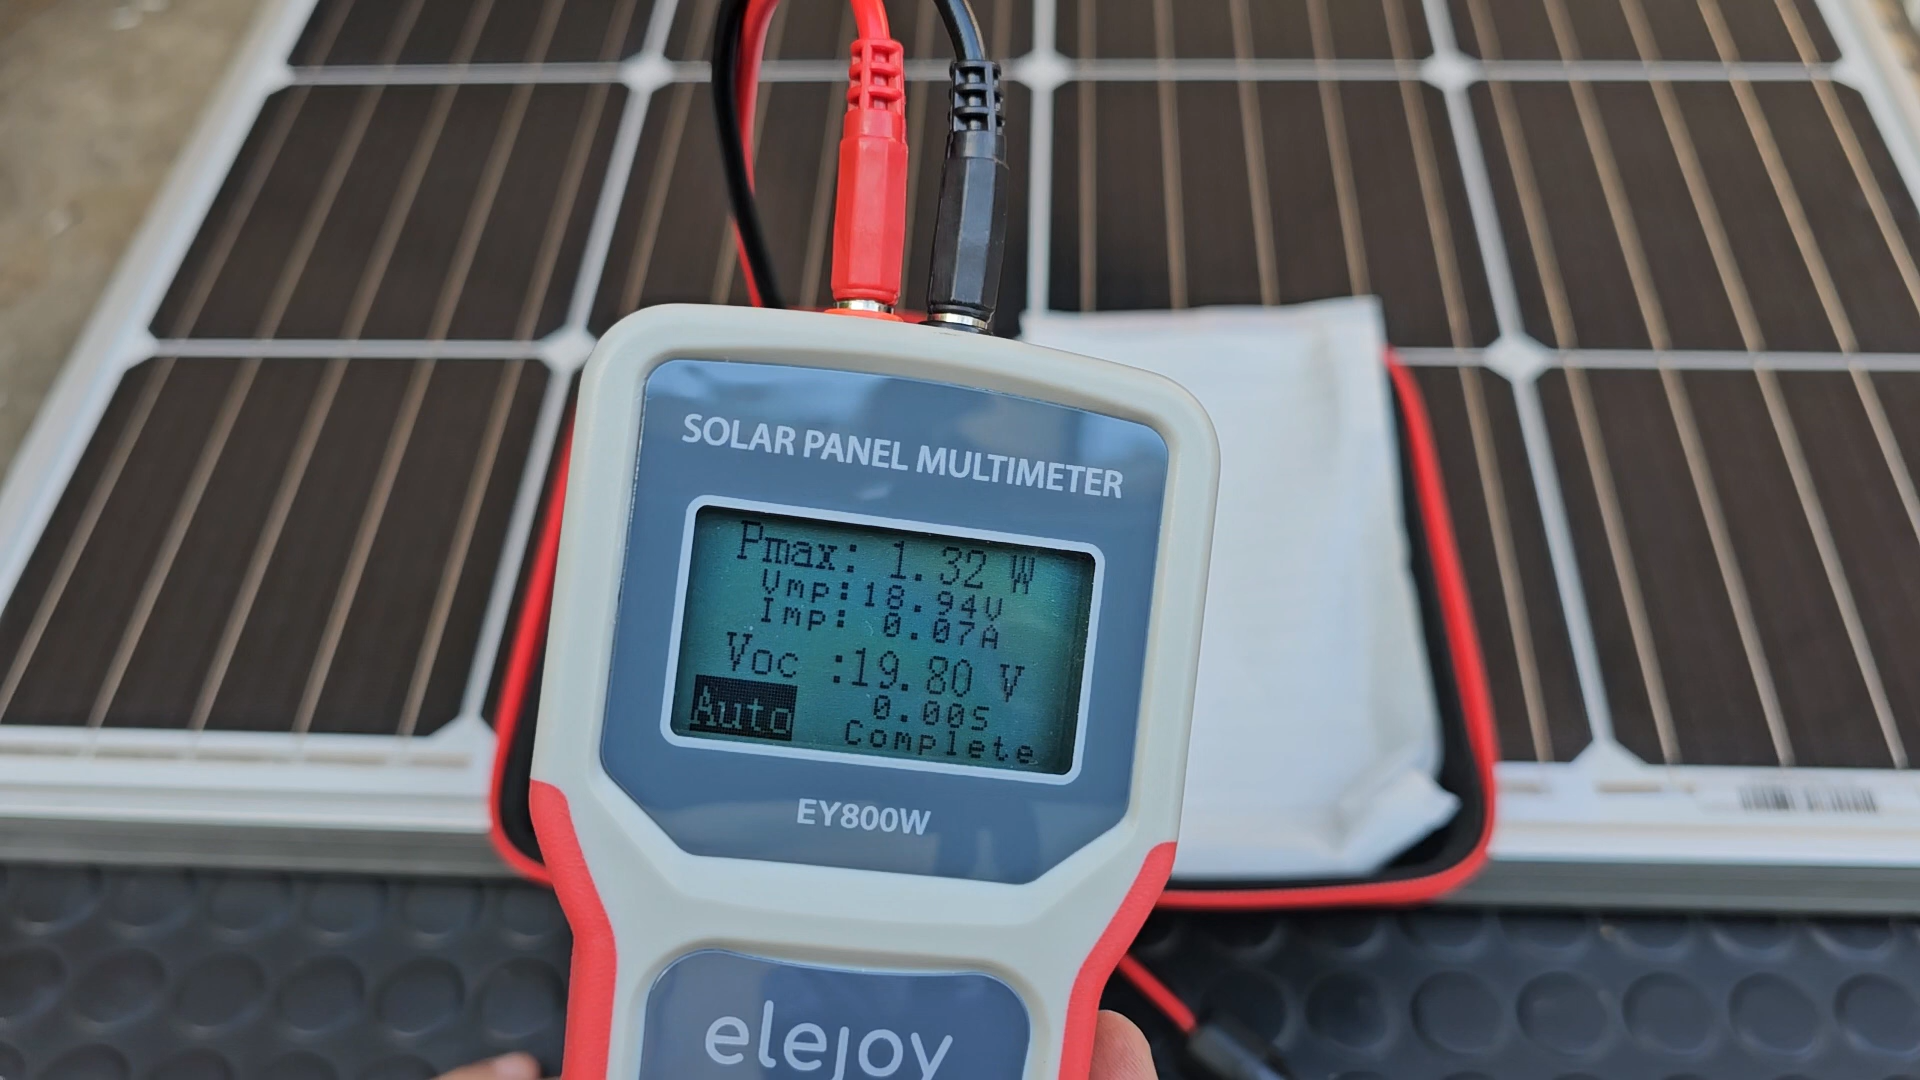 SOLAR PANEL MULTIMETER
Pmax: 1.32 W
Vmp:18.94V
Imp: 0.07A
Voc :19.80 V
Auto 0.00S
Complete
EY800W
elejoy